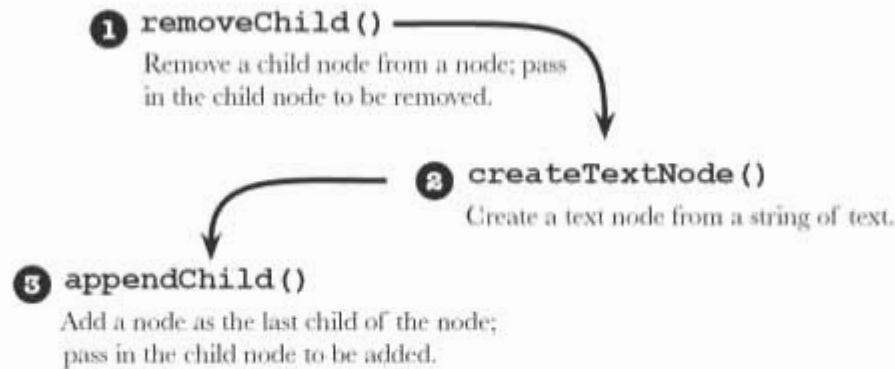 1 removeChild()
Remove a child node from a node; pass
in the child node to be removed.
2 createTextNode()
Create a text node from a string of text.
3 appendChild()
Add a node as the last child of the node;
pass in the child node to be added.